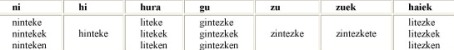 ni hi hura gu zu zuek haiek
ninteke liteke gintezke litezke
nintekek hinteke litekek gintezkek zintezke zintezkete litezkek
ninteken liteken gintezken litezken